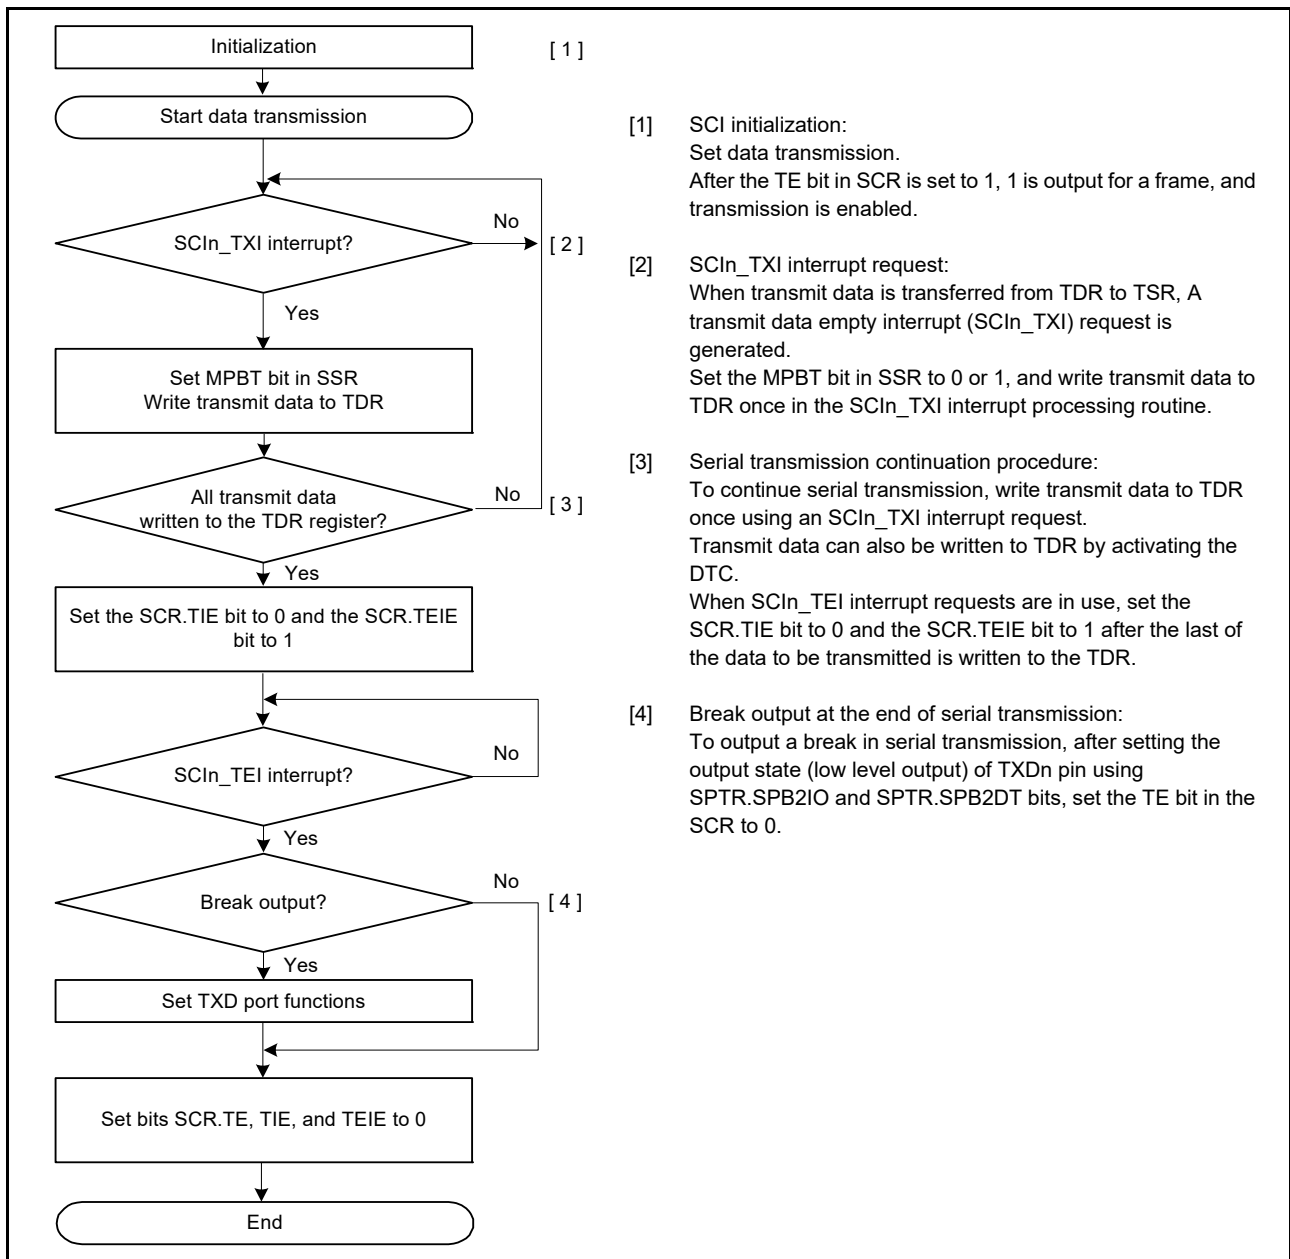 Initialization
[ 1 ]
Start data transmission
SCIn_TXI interrupt?
No
[ 2 ]
Yes
Set MPBT bit in SSR
Write transmit data to TDR
All transmit data
written to the TDR register?
No
[ 3 ]
Yes
Set the SCR.TIE bit to 0 and the SCR.TEIE
bit to 1
SCIn_TEI interrupt?
No
Yes
Break output?
No
[ 4 ]
Yes
Set TXD port functions
Set bits SCR.TE, TIE, and TEIE to 0
End
[1] SCI initialization:
Set data transmission.
After the TE bit in SCR is set to 1, 1 is output for a frame, and
transmission is enabled.
[2] SCIn_TXI interrupt request:
When transmit data is transferred from TDR to TSR, A
transmit data empty interrupt (SCIn_TXI) request is
generated.
Set the MPBT bit in SSR to 0 or 1, and write transmit data to
TDR once in the SCIn_TXI interrupt processing routine.
[3] Serial transmission continuation procedure:
To continue serial transmission, write transmit data to TDR
once using an SCIn_TXI interrupt request.
Transmit data can also be written to TDR by activating the
DTC.
When SCIn_TEI interrupt requests are in use, set the
SCR.TIE bit to 0 and the SCR.TEIE bit to 1 after the last of
the data to be transmitted is written to the TDR.
[4] Break output at the end of serial transmission:
To output a break in serial transmission, after setting the
output state (low level output) of TXDn pin using
SPTR.SPB2IO and SPTR.SPB2DT bits, set the TE bit in the
SCR to 0.